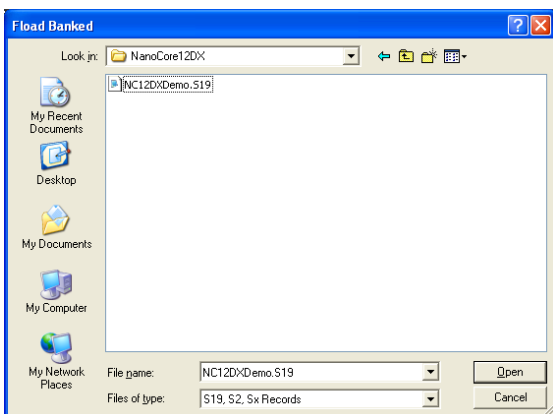 Fload Banked
Look in: NanoCore12DX
NC12DXDemo.S19
My Recent
Documents
Desktop
My Documents
My Computer
My Network
Places
File name: NC12DXDemo.S19 Open
Files of type: S19, S2, Sx Records Cancel